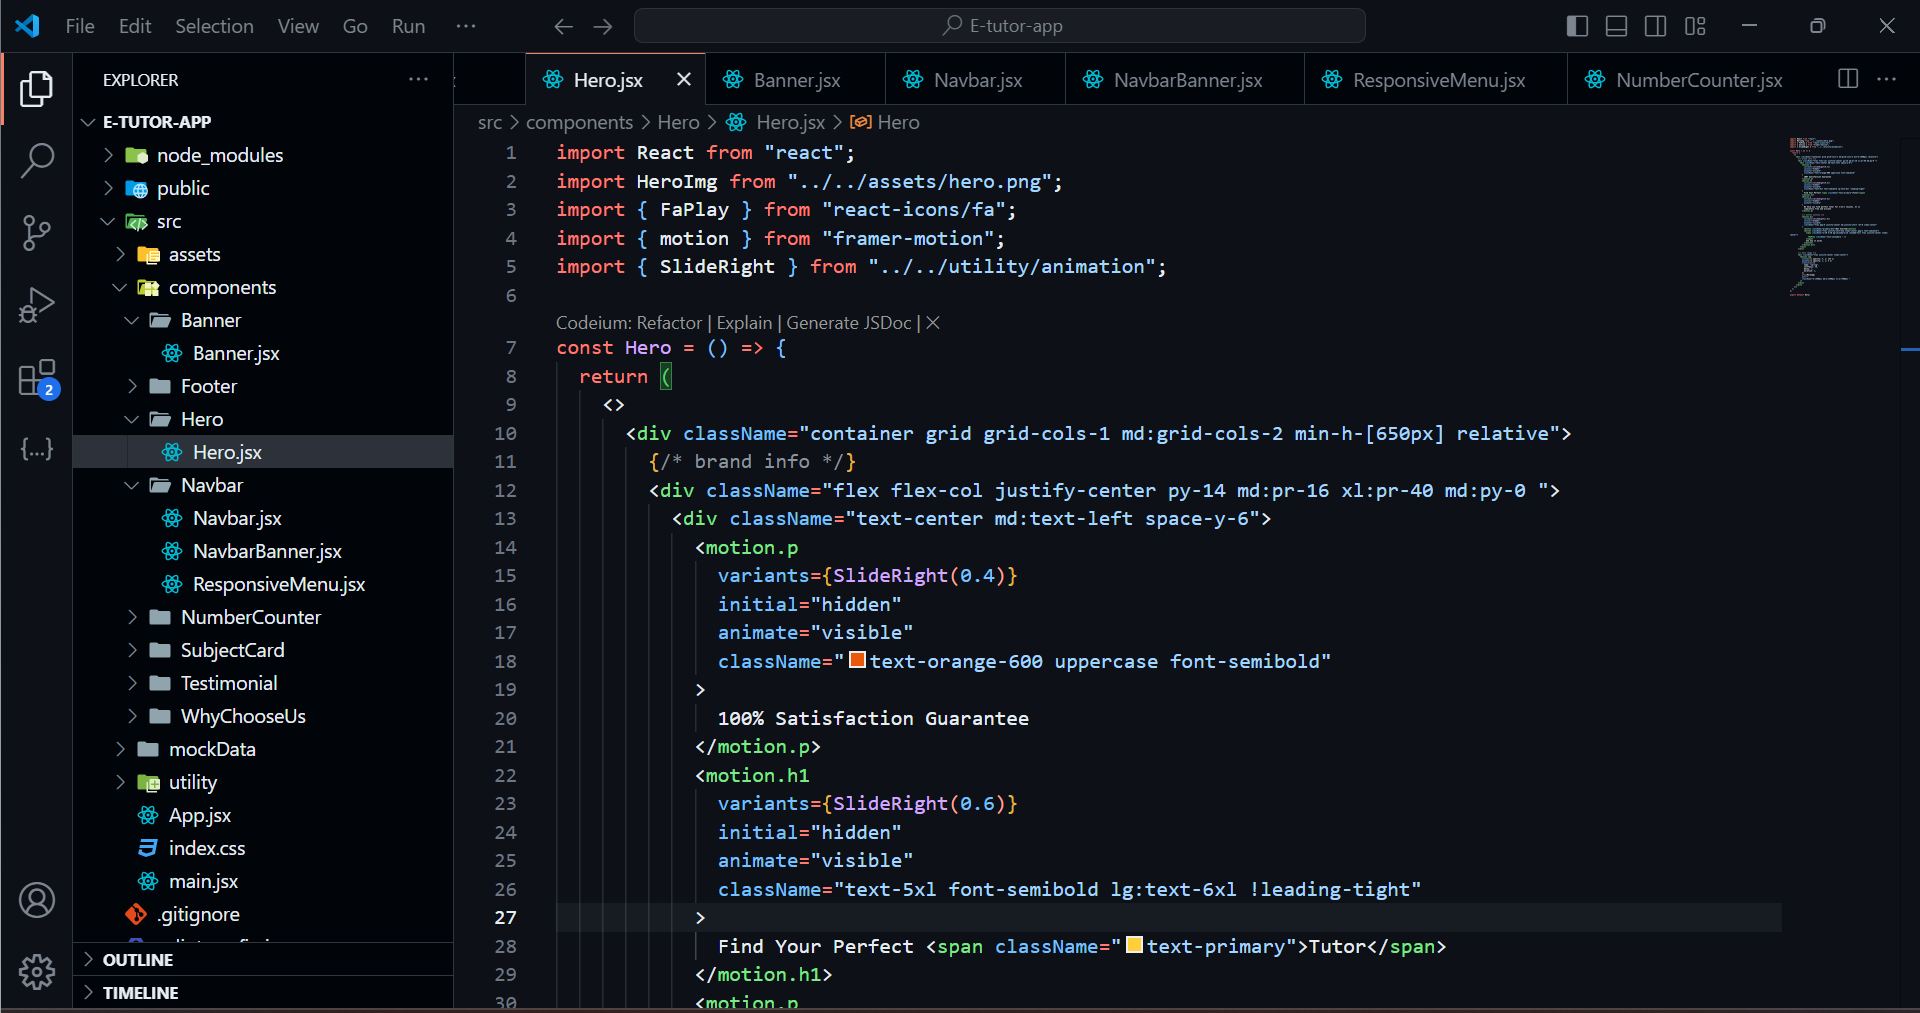 File Edit Selection View Go Run ···
E-tutor-app
EXPLORER ···
E-TUTOR-APP
node_modules
public
src
assets
components
Banner
Banner.jsx
Footer
Hero
Hero.jsx
Navbar
Navbar.jsx
NavbarBanner.jsx
ResponsiveMenu.jsx
NumberCounter
SubjectCard
Testimonial
WhyChooseUs
mockData
utility
App.jsx
index.css
main.jsx
.gitignore
OUTLINE
TIMELINE
2
Hero.jsx Banner.jsx Navbar.jsx NavbarBanner.jsx ResponsiveMenu.jsx NumberCounter.jsx
src > components > Hero > Hero.jsx > Hero
1 import React from "react";
2 import HeroImg from "../../assets/hero.png";
3 import { FaPlay } from "react-icons/fa";
4 import { motion } from "framer-motion";
5 import { SlideRight } from "../../utility/animation";
6
Codeium: Refactor | Explain | Generate JSDoc | ×
7 const Hero = () => {
8 return (
9 <>
10 <div className="container grid grid-cols-1 md:grid-cols-2 min-h-[650px] relative">
11 {/* brand info */}
12 <div className="flex flex-col justify-center py-14 md:pr-16 xl:pr-40 md:py-0 ">
13 <div className="text-center md:text-left space-y-6">
14 <motion.p
15 variants={SlideRight(0.4)}
16 initial="hidden"
17 animate="visible"
18 className="text-orange-600 uppercase font-semibold"
19 >
20 100% Satisfaction Guarantee
21 </motion.p>
22 <motion.h1
23 variants={SlideRight(0.6)}
24 initial="hidden"
25 animate="visible"
26 className="text-5xl font-semibold lg:text-6xl !leading-tight"
27 >
28 Find Your Perfect <span className="text-primary">Tutor</span>
29 </motion.h1>
30 <motion.p